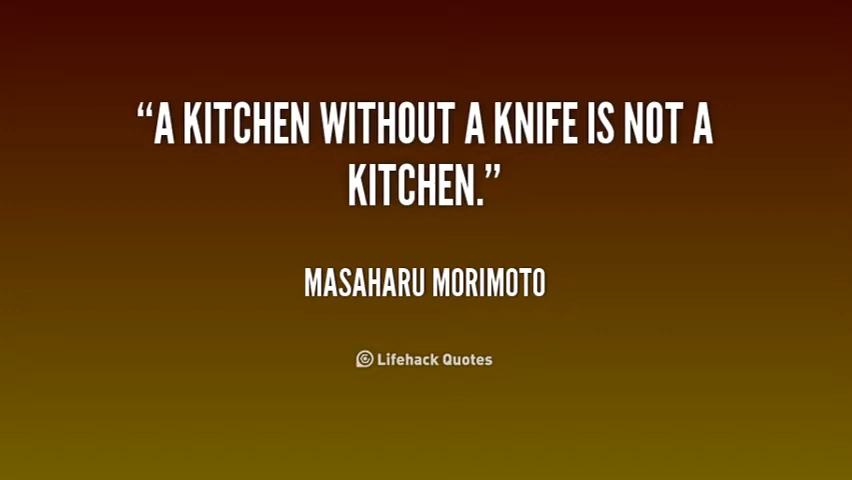 “A KITCHEN WITHOUT A KNIFE IS NOT A
KITCHEN.”
MASAHARU MORIMOTO
Lifehack Quotes